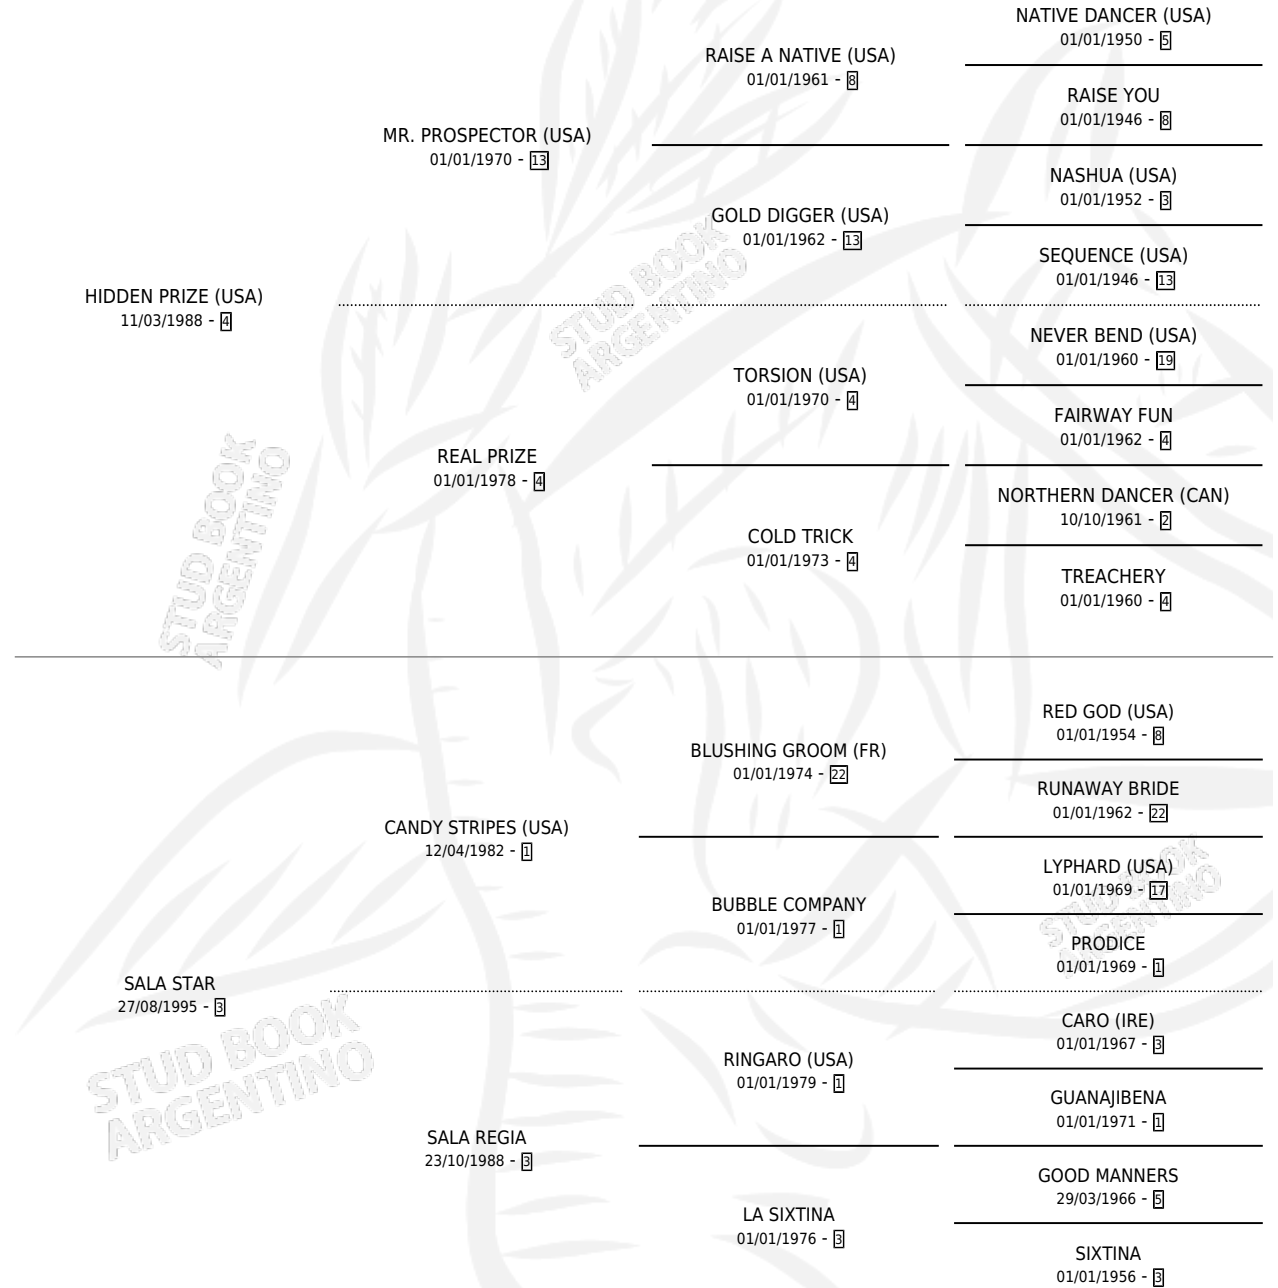 NATIVE DANCER (USA)
01/01/1950 - 5
RAISE A NATIVE (USA)
01/01/1961 - 8
RAISE YOU
01/01/1946 - 8
MR. PROSPECTOR (USA)
01/01/1970 - 13
NASHUA (USA)
01/01/1952 - 3
GOLD DIGGER (USA)
01/01/1962 - 13
SEQUENCE (USA)
01/01/1946 - 13
HIDDEN PRIZE (USA)
11/03/1988 - 4
STUD BOOK
ARGENTINO
NEVER BEND (USA)
01/01/1960 - 19
TORSION (USA)
01/01/1970 - 4
FAIRWAY FUN
01/01/1962 - 4
REAL PRIZE
01/01/1978 - 4
NORTHERN DANCER (CAN)
10/10/1961 - 2
COLD TRICK
01/01/1973 - 4
TREACHERY
01/01/1960 - 4
STUD BOOK
ARGENTINO
RED GOD (USA)
01/01/1954 - 8
BLUSHING GROOM (FR)
01/01/1974 - 22
RUNAWAY BRIDE
01/01/1962 - 22
CANDY STRIPES (USA)
12/04/1982 - 1
LYPHARD (USA)
01/01/1969 - 17
BUBBLE COMPANY
01/01/1977 - 1
STUD BOOK
ARGENTINO
PRODICE
01/01/1969 - 1
SALA STAR
27/08/1995 - 3
CARO (IRE)
01/01/1967 - 3
RINGARO (USA)
01/01/1979 - 1
GUANAJIBENA
01/01/1971 - 1
STUD BOOK
ARGENTINO
SALA REGIA
23/10/1988 - 3
GOOD MANNERS
29/03/1966 - 5
LA SIXTINA
01/01/1976 - 3
SIXTINA
01/01/1956 - 3